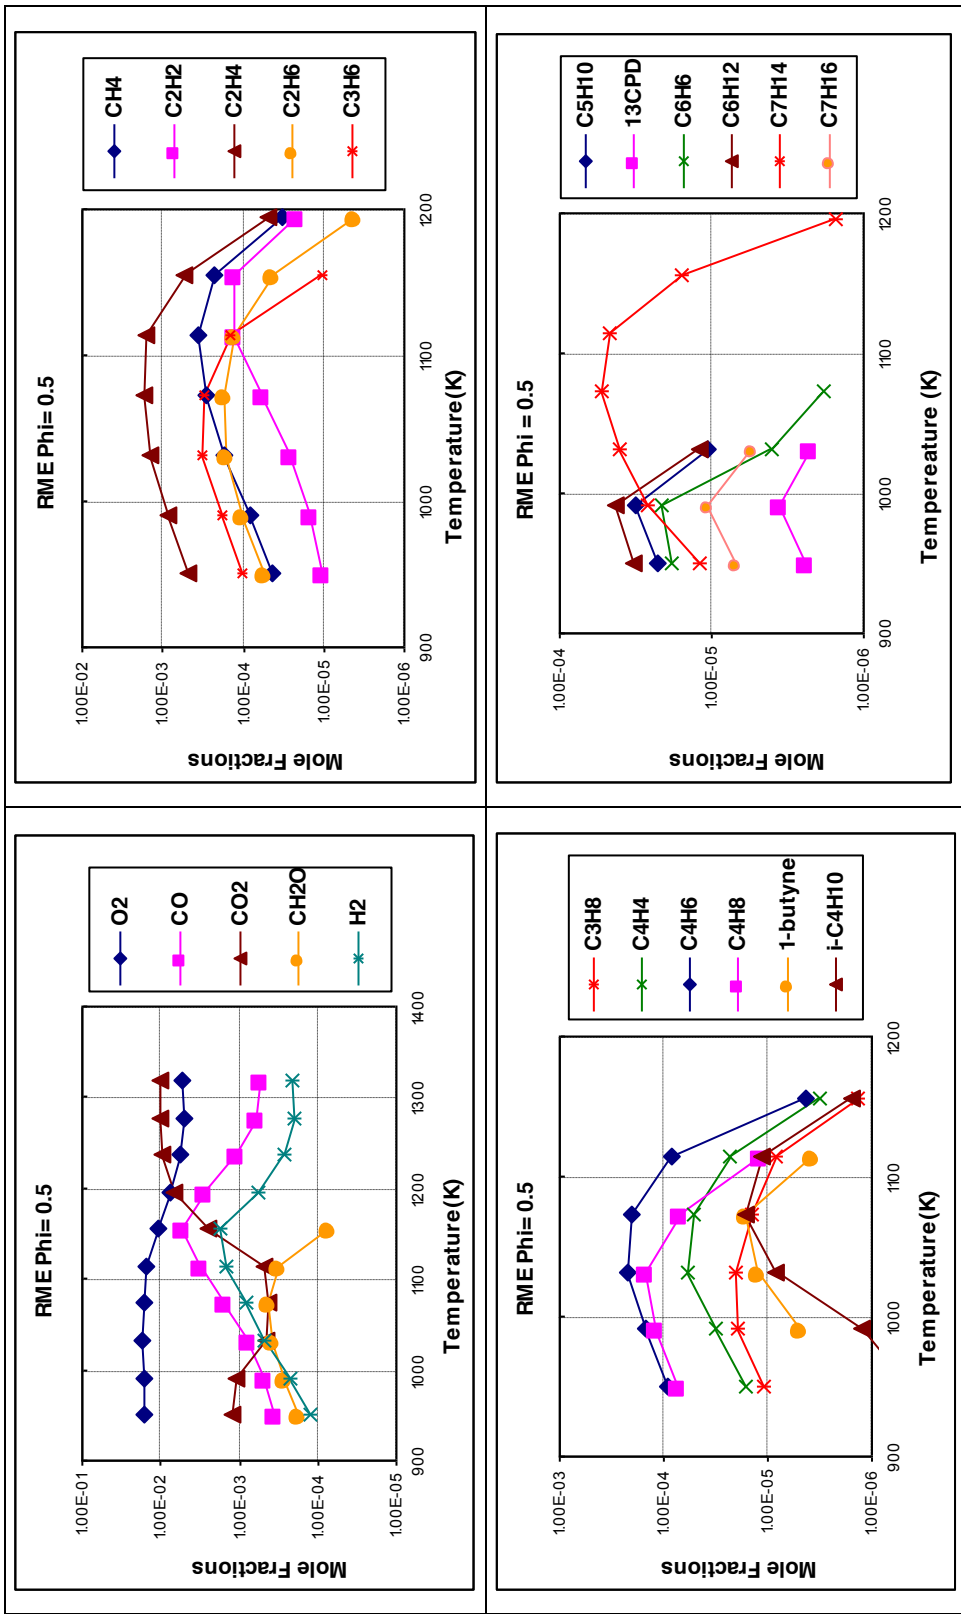 RME Phi= 0.5
1.00E-01
1.00E-02
1.00E-03
1.00E-04
1.00E-05
900
1000
1100
1200
1300
1400
Mole Fractions
Temperature(K)
O2
CO
CO2
CH2O
H2
RME Phi= 0.5
1.00E-02
1.00E-03
1.00E-04
1.00E-05
1.00E-06
900
1000
1100
1200
Mole Fractions
Temperature(K)
CH4
C2H2
C2H4
C2H6
C3H6
RME Phi= 0.5
1.00E-03
1.00E-04
1.00E-05
1.00E-06
900
1000
1100
1200
Mole Fractions
Temperature(K)
C3H8
C4H4
C4H6
C4H8
1-butyne
i-C4H10
RME Phi= 0.5
1.00E-04
1.00E-05
1.00E-06
900
1000
1100
1200
Mole Fractions
Tempereature (K)
C5H10
13CPD
C6H6
C6H12
C7H14
C7H16